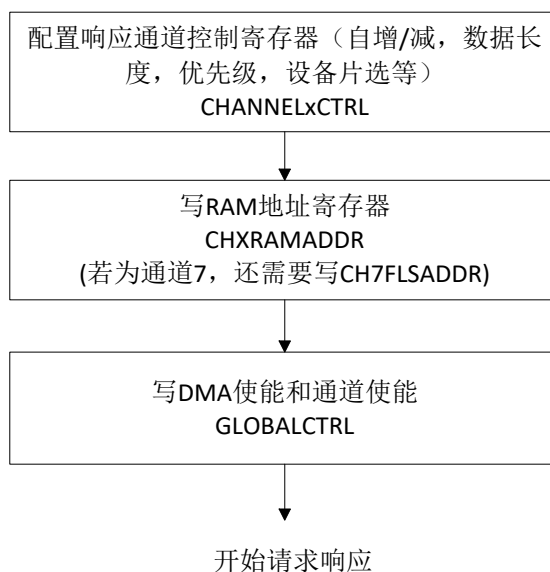 配置响应通道控制寄存器（自增/减，数据长
度，优先级，设备片选等）
CHANNELxCTRL
写RAM地址寄存器
CHXRAMADDR
(若为通道7，还需要写CH7FLSADDR)
写DMA使能和通道使能
GLOBALCTRL
开始请求响应